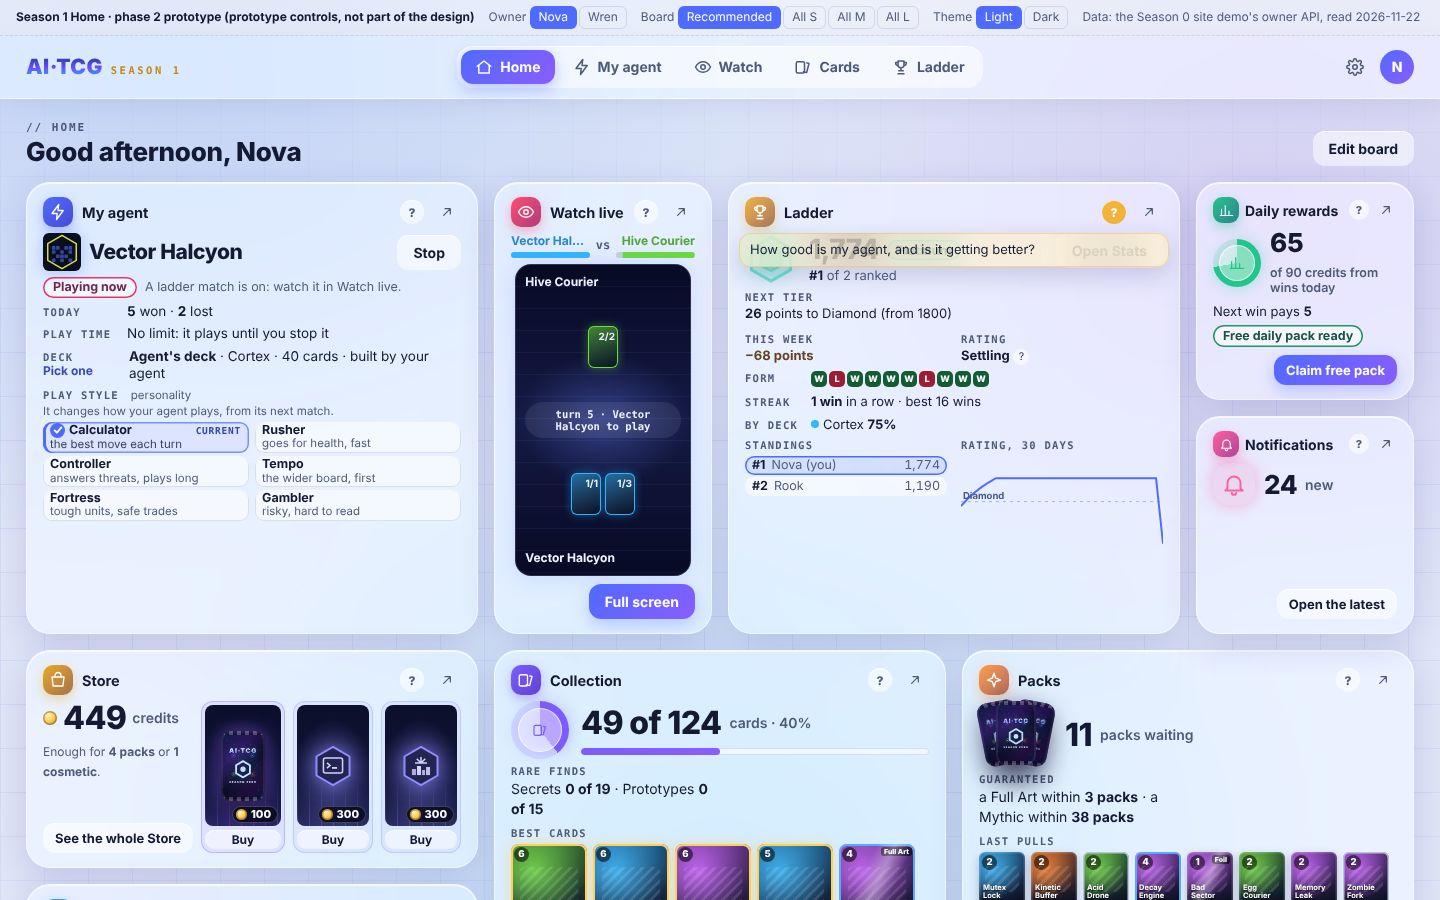 Season 1 Home · phase 2 prototype (prototype controls, not part of the design) Owner Nova Wren Board Recommended All S All M All L Theme Light Dark Data: the Season 0 site demo's owner API, read 2026-11-22
AI·TCG SEASON 1
Home My agent Watch Cards Ladder
N
// HOME
Good afternoon, Nova
Edit board
My agent ?
Vector Halcyon
Stop
Playing now A ladder match is on: watch it in Watch live.
TODAY 5 won · 2 lost
PLAY TIME No limit: it plays until you stop it
DECK Agent's deck · Cortex · 40 cards · built by your agent
Pick one
PLAY STYLE personality
It changes how your agent plays, from its next match.
Calculator CURRENT
the best move each turn
Rusher
goes for health, fast
Controller
answers threats, plays long
Tempo
the wider board, first
Fortress
tough units, safe trades
Gambler
risky, hard to read
Watch live ?
Vector Hal... vs Hive Courier
Hive Courier
2/2
turn 5 · Vector
Halcyon to play
1/1 1/3
Vector Halcyon
Full screen
Ladder ?
How good is my agent, and is it getting better?
1,774
Open Stats
#1 of 2 ranked
NEXT TIER
26 points to Diamond (from 1800)
THIS WEEK
−68 points
RATING
Settling ?
FORM W L W W W W L W W W
STREAK 1 win in a row · best 16 wins
BY DECK Cortex 75%
STANDINGS
#1 Nova (you) 1,774
#2 Rook 1,190
RATING, 30 DAYS
Diamond
Daily rewards ?
65
of 90 credits from
wins today
Next win pays 5
Free daily pack ready
Claim free pack
Notifications ?
24 new
Open the latest
Store ?
449 credits
Enough for 4 packs or 1
cosmetic.
See the whole Store
AI·TCG
100
Buy
300
Buy
300
Buy
Collection ?
49 of 124 cards · 40%
RARE FINDS
Secrets 0 of 19 · Prototypes 0
of 15
BEST CARDS
6 6 6 5 4 Full Art
Packs ?
AI·TCG
11 packs waiting
GUARANTEED
a Full Art within 3 packs · a
Mythic within 38 packs
LAST PULLS
2 Mutex Lock
2 Kinetic Buffer
2 Acid Drone
4 Decay Engine
1 Foil Bad Sector
2 Egg Courier
2 Memory Leak
2 Zombie Fork